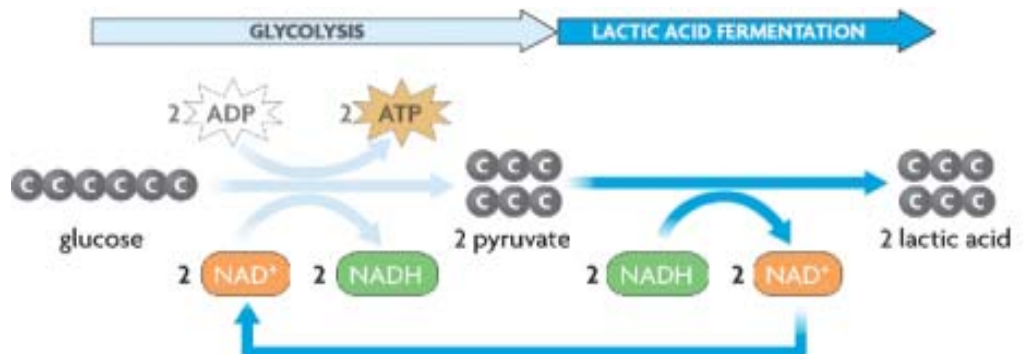 GLYCOLYSIS
LACTIC ACID FERMENTATION
2 ADP
2 ATP
C C C C C C
C C C
C C C
C C C
C C C
glucose
2 pyruvate
2 lactic acid
2 NAD⁺
2 NADH
2 NADH
2 NAD⁺